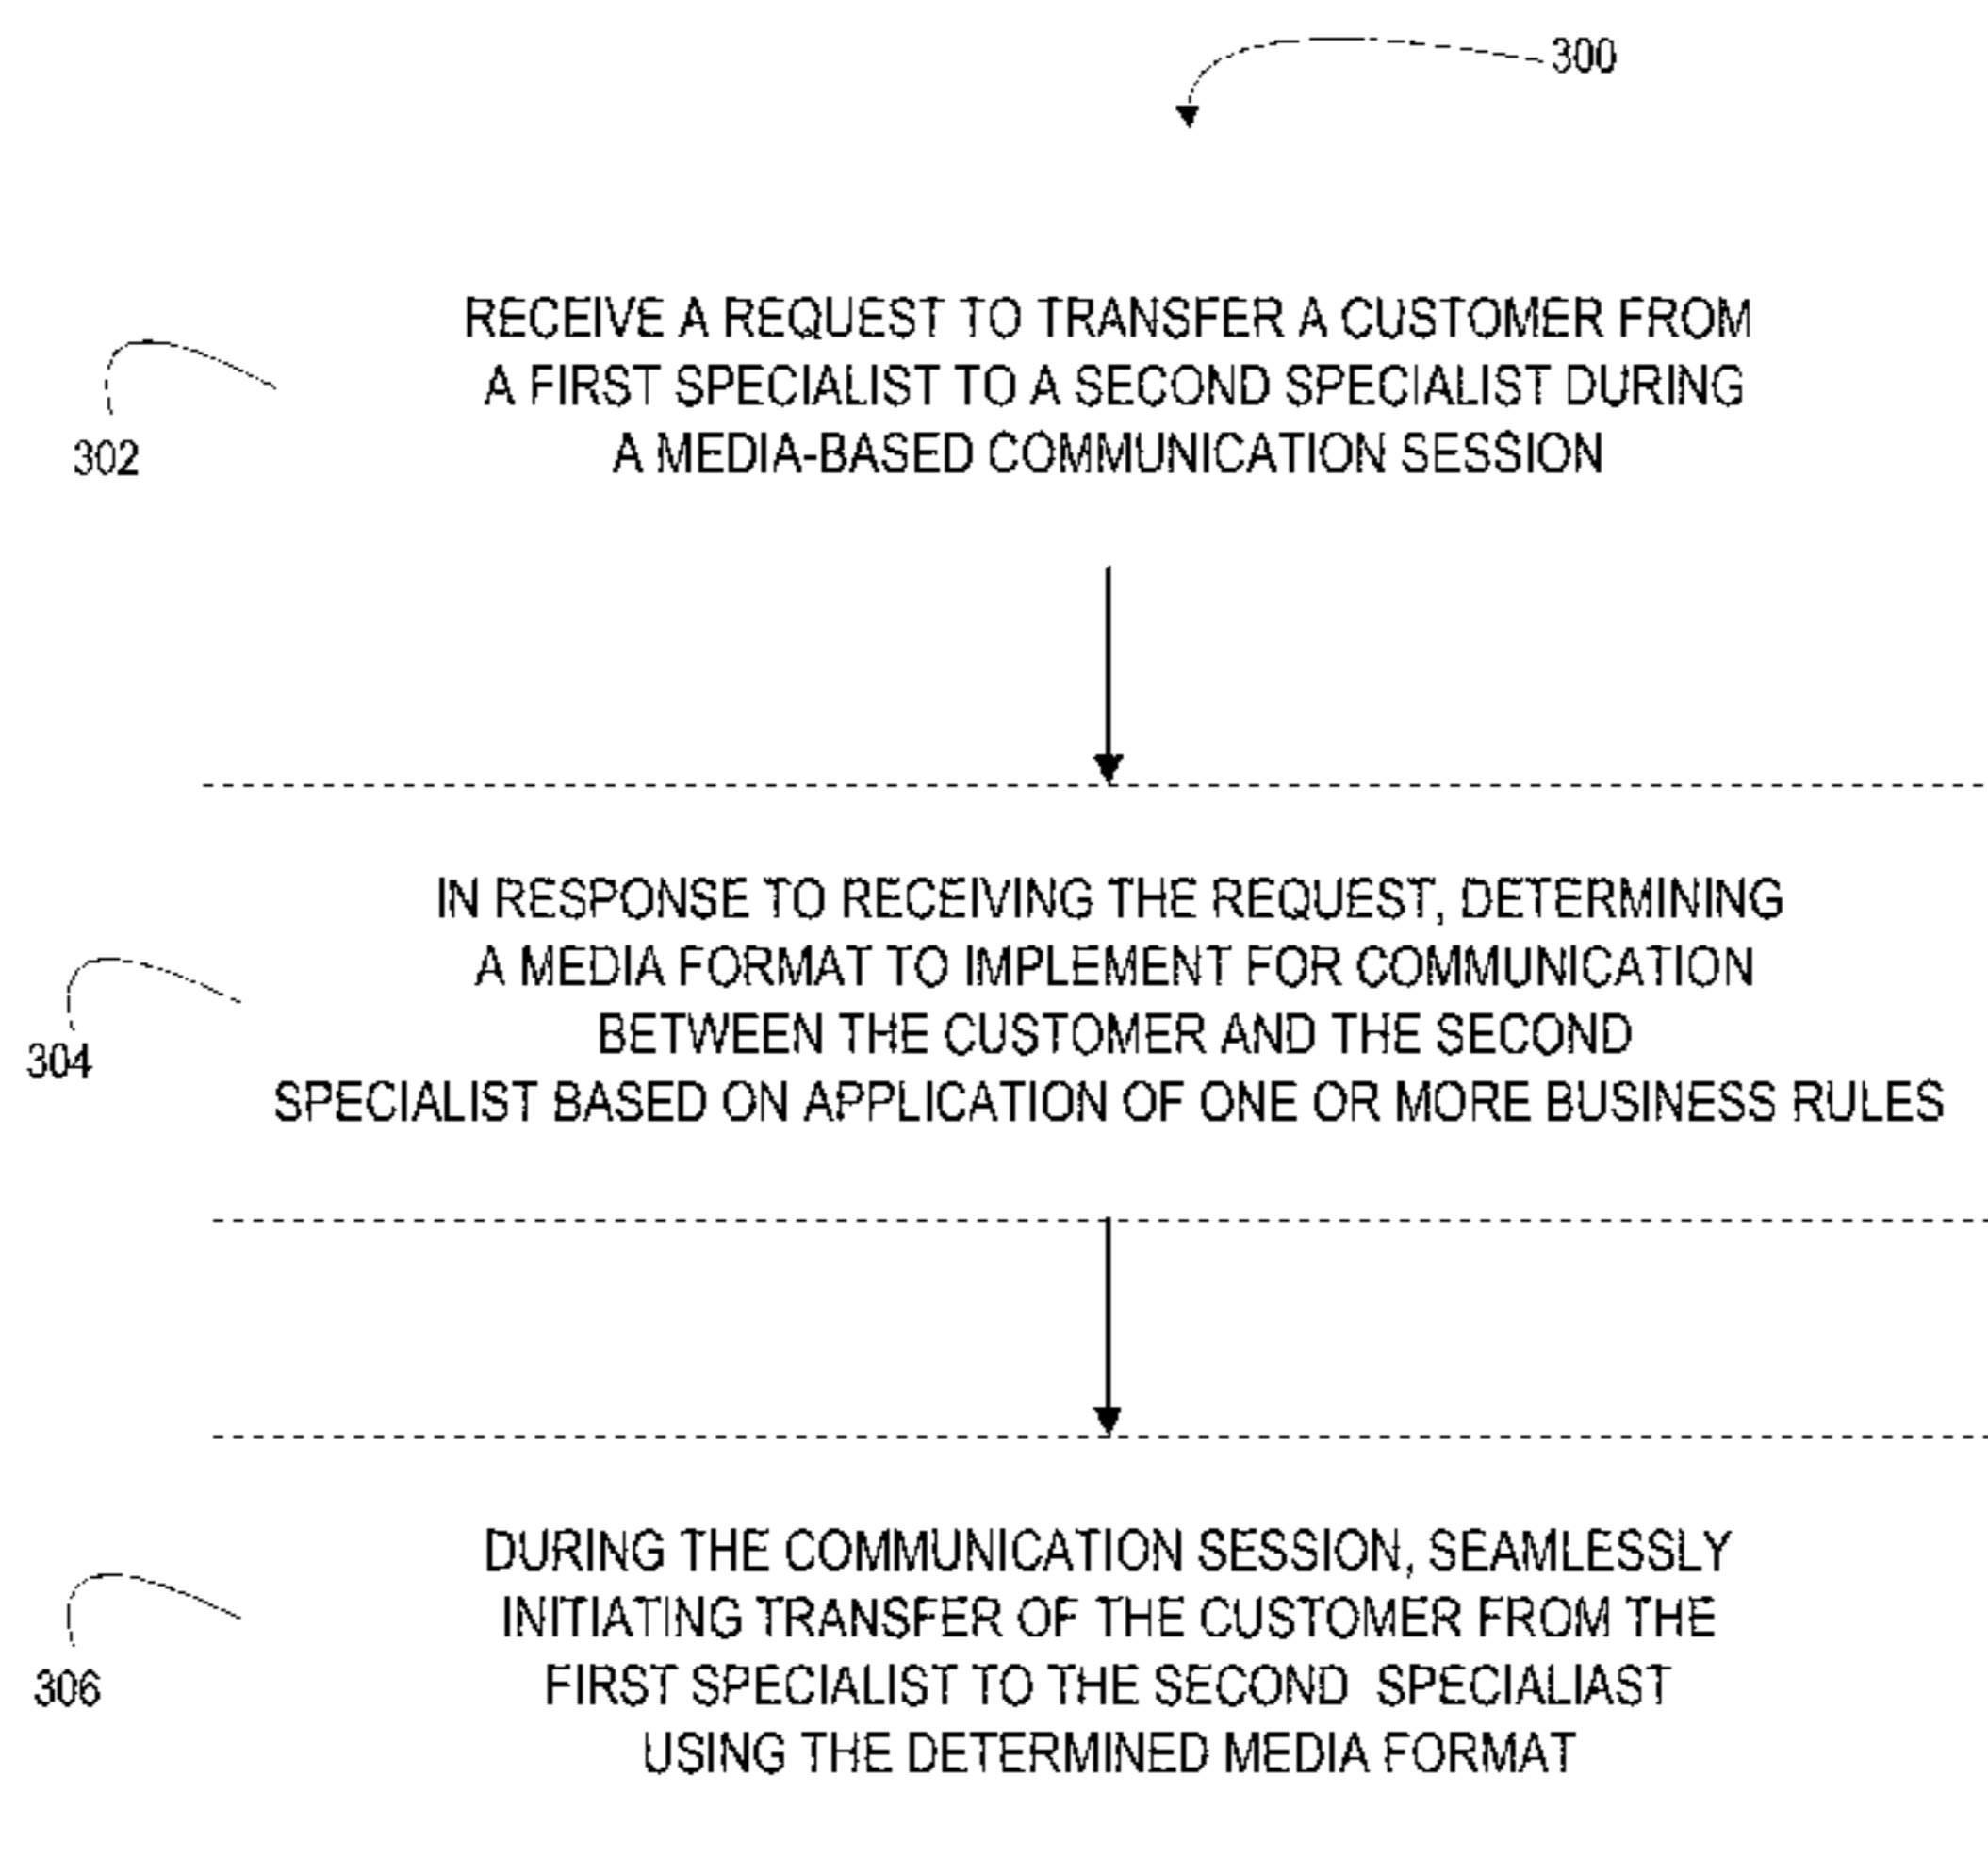 300
RECEIVE A REQUEST TO TRANSFER A CUSTOMER FROM
A FIRST SPECIALIST TO A SECOND SPECIALIST DURING
A MEDIA-BASED COMMUNICATION SESSION
302
IN RESPONSE TO RECEIVING THE REQUEST, DETERMINING
A MEDIA FORMAT TO IMPLEMENT FOR COMMUNICATION
BETWEEN THE CUSTOMER AND THE SECOND
SPECIALIST BASED ON APPLICATION OF ONE OR MORE BUSINESS RULES
304
DURING THE COMMUNICATION SESSION, SEAMLESSLY
INITIATING TRANSFER OF THE CUSTOMER FROM THE
FIRST SPECIALIST TO THE SECOND SPECIALIAST
USING THE DETERMINED MEDIA FORMAT
306